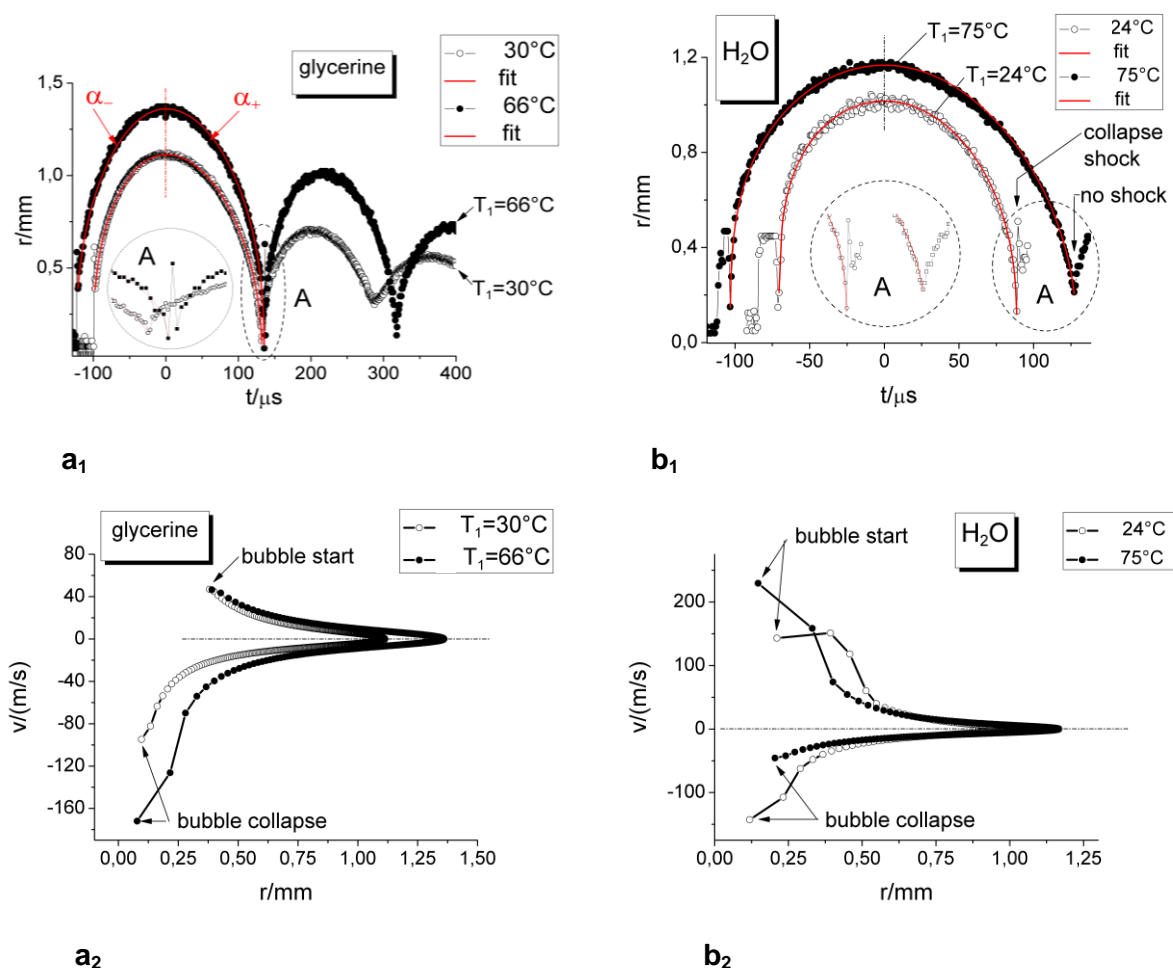 glycerine
30°C
fit
66°C
fit
α₋
α₊
r/mm
1,5
1,0
0,5
A
A
T₁=66°C
T₁=30°C
-100 0 100 200 300 400
t/µs
a₁
H₂O
T₁=75°C
T₁=24°C
24°C
fit
75°C
fit
collapse
shock
no shock
r/mm
1,2
0,8
0,4
0,0
A
A
-100 -50 0 50 100
t/µs
b₁
glycerine
T₁=30°C
T₁=66°C
bubble start
v/(m/s)
80
40
0
-40
-80
-120
-160
bubble collapse
0,00 0,25 0,50 0,75 1,00 1,25 1,50
r/mm
a₂
bubble start
H₂O
24°C
75°C
v/(m/s)
200
100
0
-100
bubble collapse
0,00 0,25 0,50 0,75 1,00 1,25
r/mm
b₂